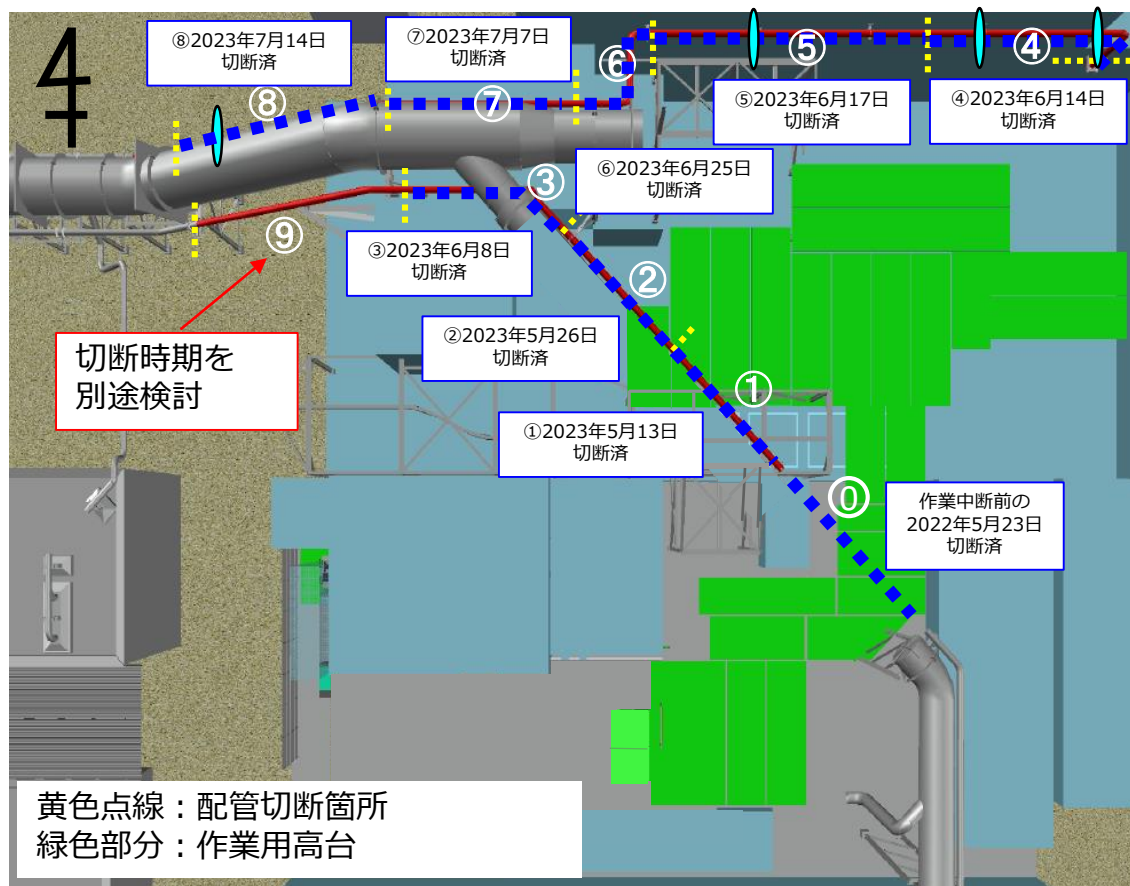 ⑧2023年7月14日
切断済
⑦2023年7月7日
切断済
⑥
⑤
④
⑧
⑦
⑤2023年6月17日
切断済
④2023年6月14日
切断済
⑥2023年6月25日
切断済
③
⑨
③2023年6月8日
切断済
②
切断時期を
別途検討
②2023年5月26日
切断済
①
①2023年5月13日
切断済
⓪
作業中断前の
2022年5月23日
切断済
黄色点線：配管切断箇所
緑色部分：作業用高台